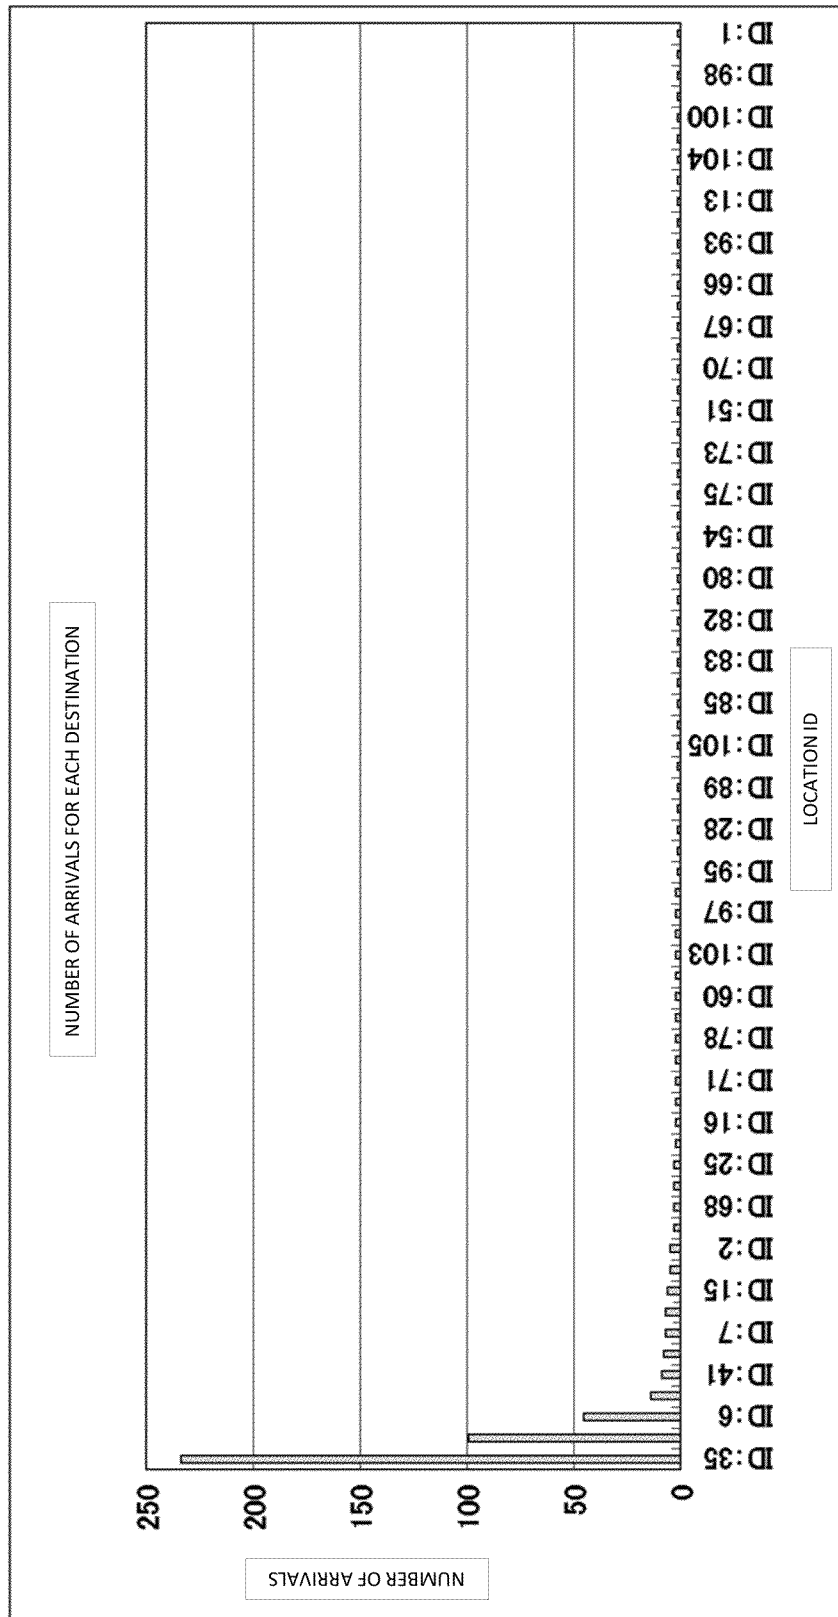 NUMBER OF ARRIVALS FOR EACH DESTINATION
NUMBER OF ARRIVALS
250
200
150
100
50
0
ID:35
ID:6
ID:41
ID:7
ID:15
ID:2
ID:68
ID:25
ID:16
ID:71
ID:78
ID:60
ID:103
ID:97
ID:95
ID:28
ID:89
ID:105
ID:85
ID:83
ID:82
ID:80
ID:54
ID:75
ID:73
ID:51
ID:70
ID:67
ID:66
ID:93
ID:13
ID:104
ID:100
ID:98
ID:1
LOCATION ID